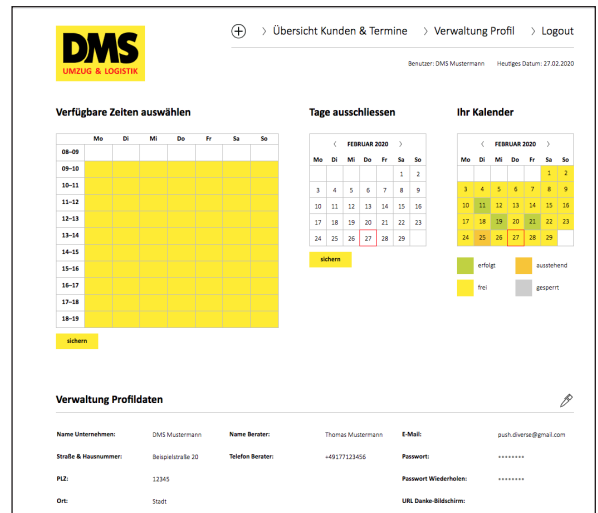 DMS
UMZUG & LOGISTIK
Übersicht Kunden & Termine Verwaltung Profil Logout
Benutzer: DMS Mustermann Heutiges Datum: 27.02.2020
Verfügbare Zeiten auswählen
Mo Di Mi Do Fr Sa So
08–09
09–10
10–11
11–12
12–13
13–14
14–15
15–16
16–17
17–18
18–19
sichern
Tage ausschliessen
FEBRUAR 2020
Mo Di Mi Do Fr Sa So
1 2
3 4 5 6 7 8 9
10 11 12 13 14 15 16
17 18 19 20 21 22 23
24 25 26 27 28 29
sichern
Ihr Kalender
FEBRUAR 2020
Mo Di Mi Do Fr Sa So
1 2
3 4 5 6 7 8 9
10 11 12 13 14 15 16
17 18 19 20 21 22 23
24 25 26 27 28 29
erfolgt ausstehend
frei gesperrt
Verwaltung Profildaten
Name Unternehmen: DMS Mustermann Name Berater: Thomas Mustermann E-Mail: push.diverse@gmail.com
Straße & Hausnummer: Beispielstraße 20 Telefon Berater: +49177123456 Passwort: ********
PLZ: 12345 Passwort Wiederholen: ********
Ort: Stadt URL Danke-Bildschirm: